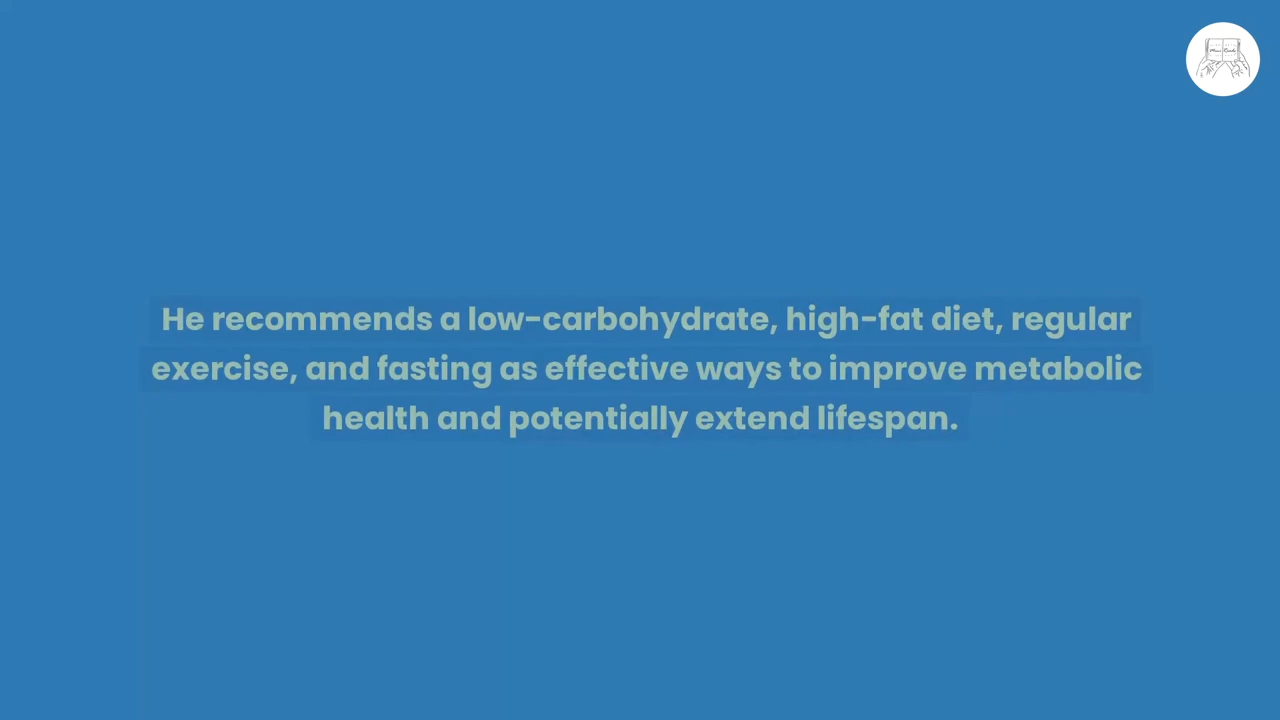 He recommends a low-carbohydrate, high-fat diet, regular
exercise, and fasting as effective ways to improve metabolic
health and potentially extend lifespan.